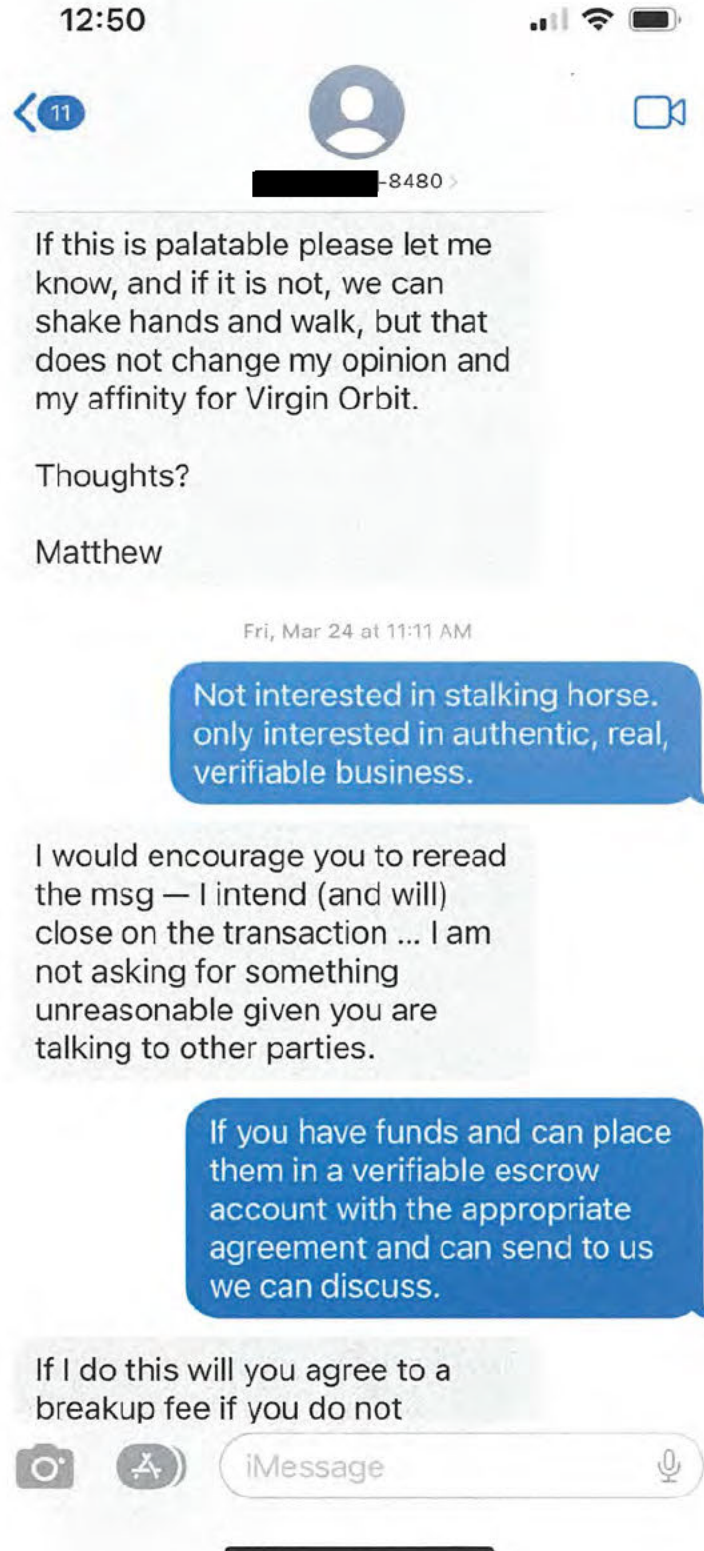 12:50
11
-8480
If this is palatable please let me
know, and if it is not, we can
shake hands and walk, but that
does not change my opinion and
my affinity for Virgin Orbit.
Thoughts?
Matthew
Fri, Mar 24 at 11:11 AM
Not interested in stalking horse.
only interested in authentic, real,
verifiable business.
I would encourage you to reread
the msg — I intend (and will)
close on the transaction ... I am
not asking for something
unreasonable given you are
talking to other parties.
If you have funds and can place
them in a verifiable escrow
account with the appropriate
agreement and can send to us
we can discuss.
If I do this will you agree to a
breakup fee if you do not
iMessage